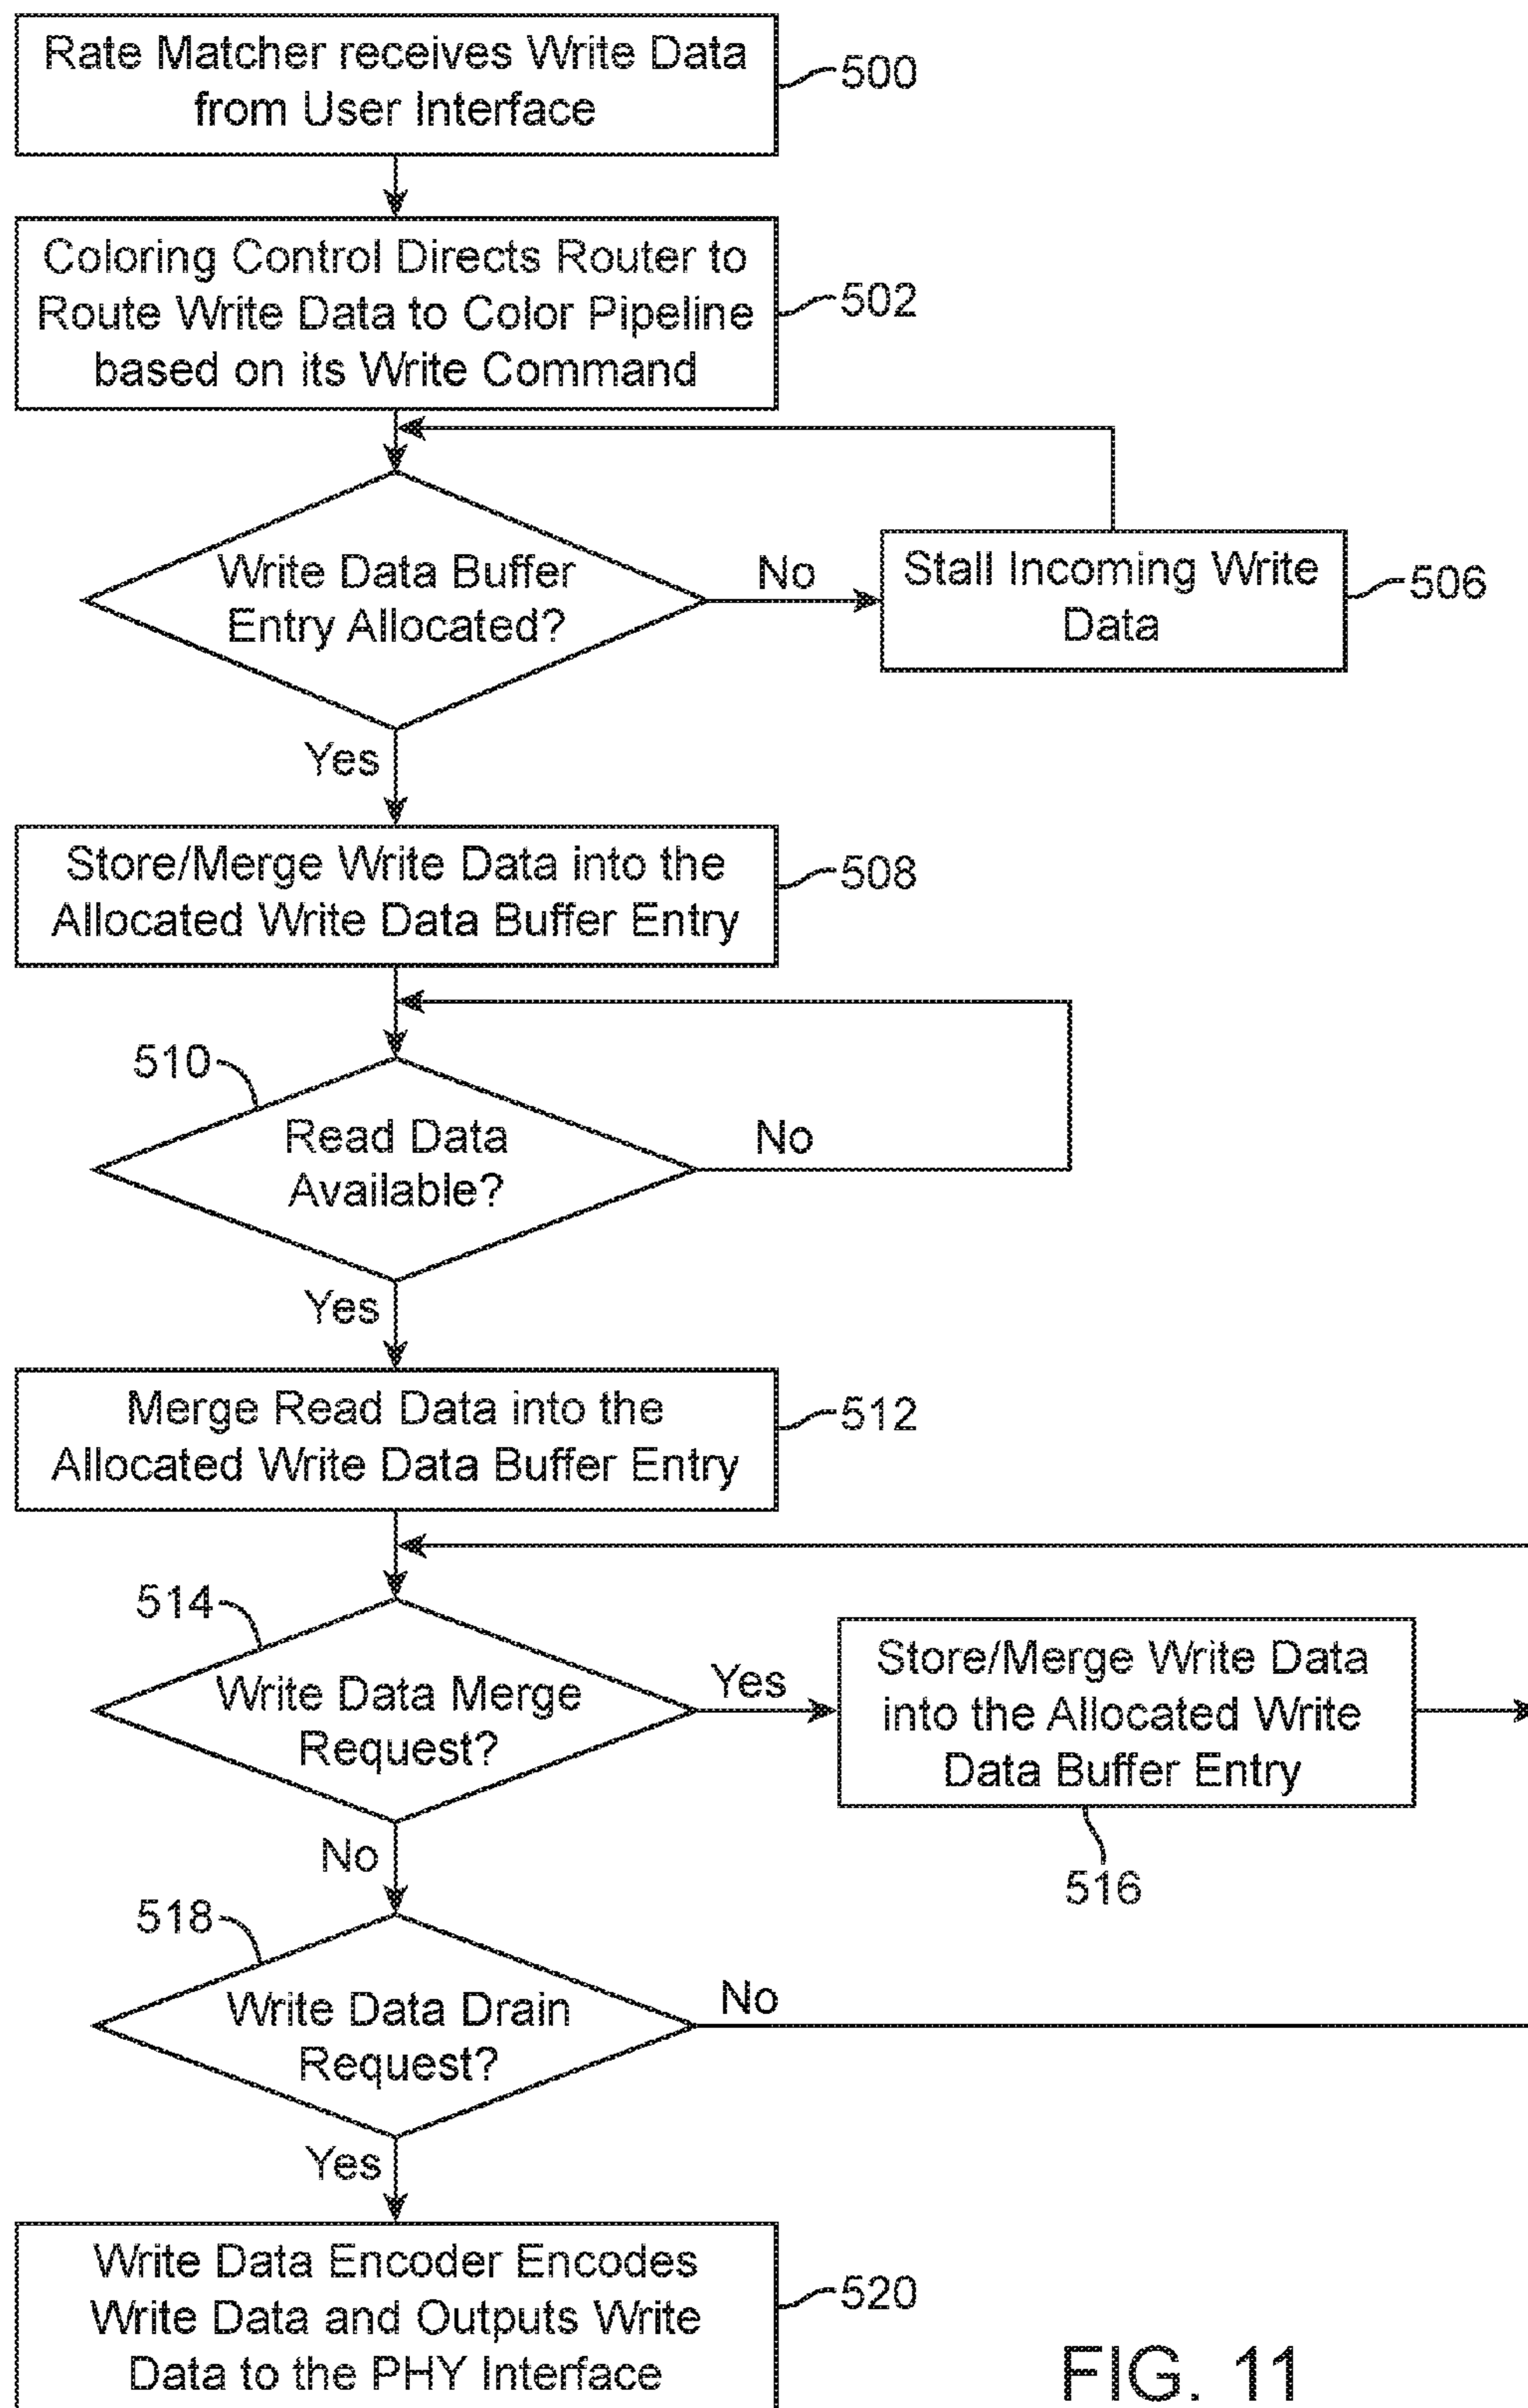 Rate Matcher receives Write Data
from User Interface
500
Coloring Control Directs Router to
Route Write Data to Color Pipeline
based on its Write Command
502
Write Data Buffer
Entry Allocated?
No
Stall Incoming Write
Data
506
Yes
Store/Merge Write Data into the
Allocated Write Data Buffer Entry
508
510
Read Data
Available?
No
Yes
Merge Read Data into the
Allocated Write Data Buffer Entry
512
514
Write Data Merge
Request?
Yes
Store/Merge Write Data
into the Allocated Write
Data Buffer Entry
516
No
518
Write Data Drain
Request?
No
Yes
Write Data Encoder Encodes
Write Data and Outputs Write
Data to the PHY Interface
520
FIG. 11